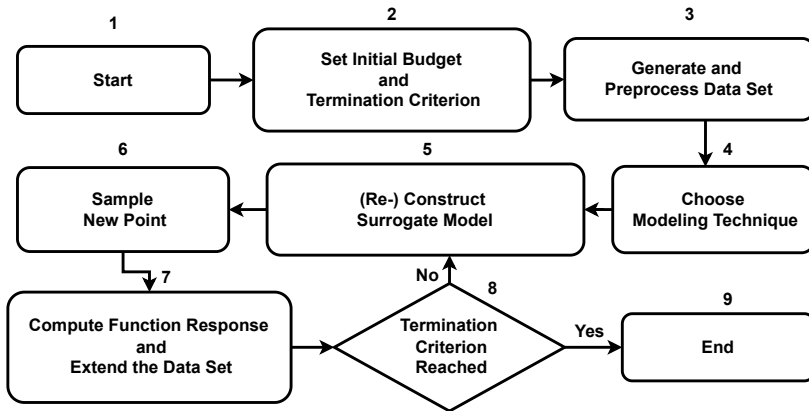 1
Start
2
Set Initial Budget
and
Termination Criterion
3
Generate and
Preprocess Data Set
4
Choose
Modeling Technique
5
(Re-) Construct
Surrogate Model
6
Sample
New Point
7
Compute Function Response
and
Extend the Data Set
8
Termination
Criterion
Reached
No
Yes
9
End